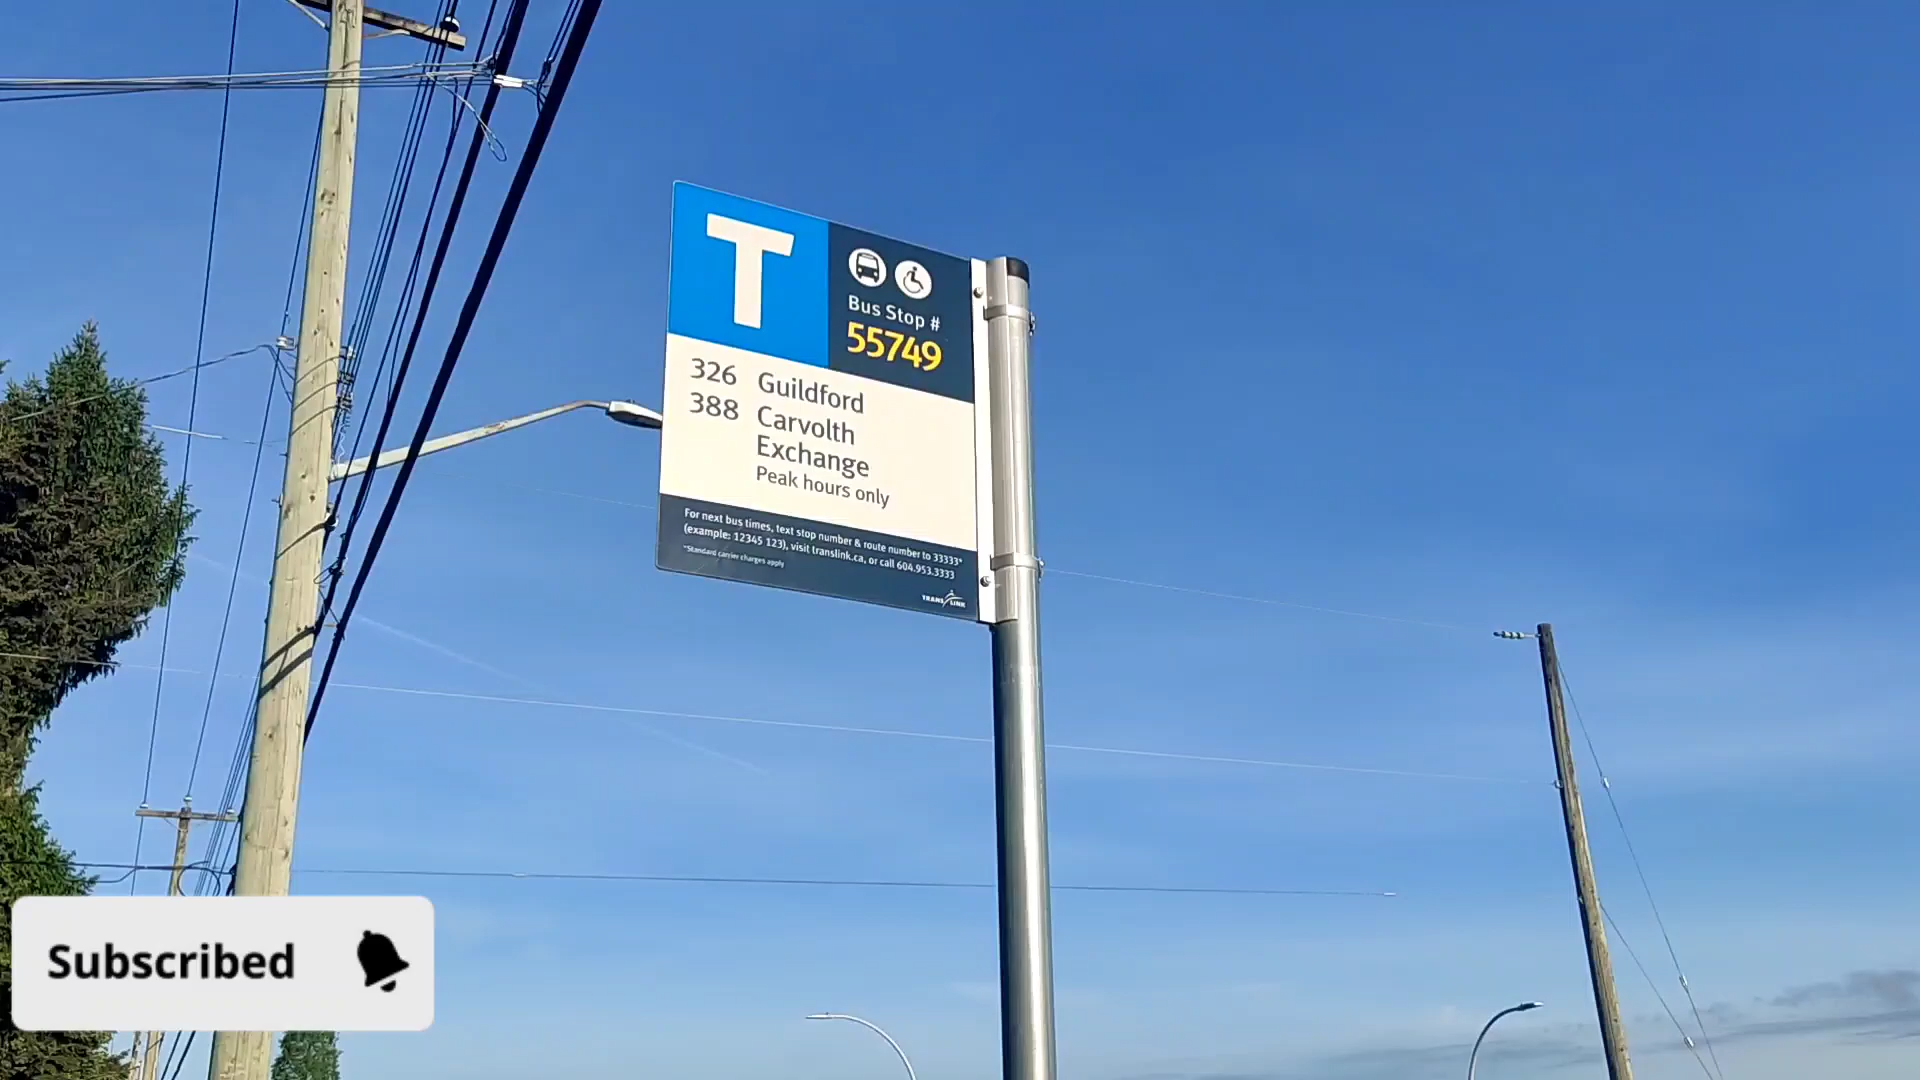 T
Bus Stop #
55749
326 Guildford
388 Carvolth
Exchange
Peak hours only
For next bus times, text stop number & route number to 33333*
(example: 12345 123), visit translink.ca, or call 604.953.3333
*Standard carrier charges apply
TRANS LINK
Subscribed